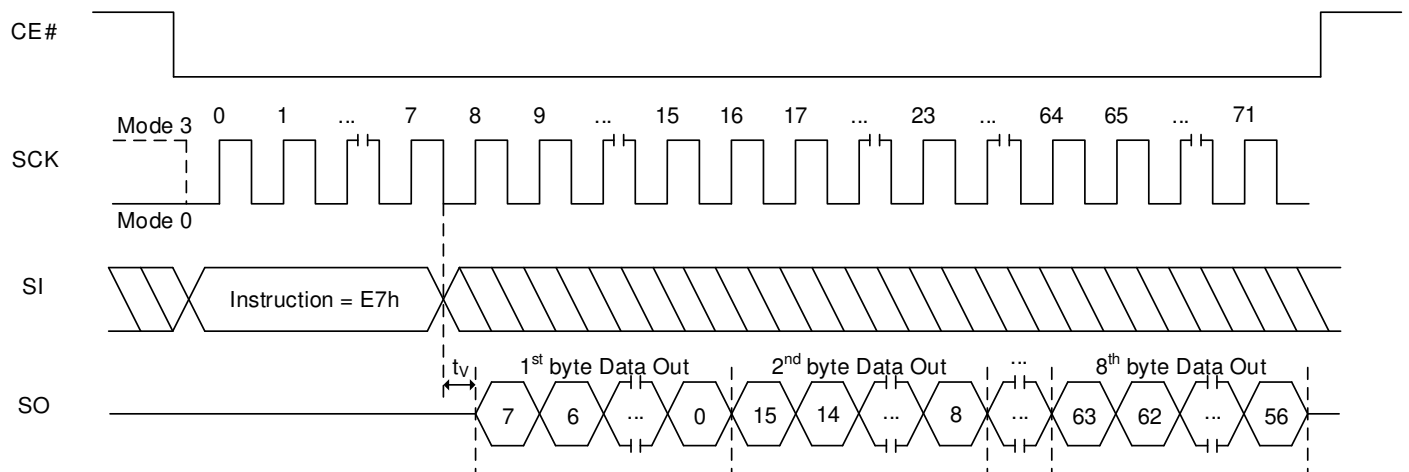 CE#
0 1 ... 7 8 9 ... 15 16 17 ... 23 ... 64 65 ... 71
Mode 3
SCK
Mode 0
SI
Instruction = E7h
tV 1st byte Data Out 2nd byte Data Out ... 8th byte Data Out
SO
7 6 ... 0 15 14 ... 8 ... 63 62 ... 56